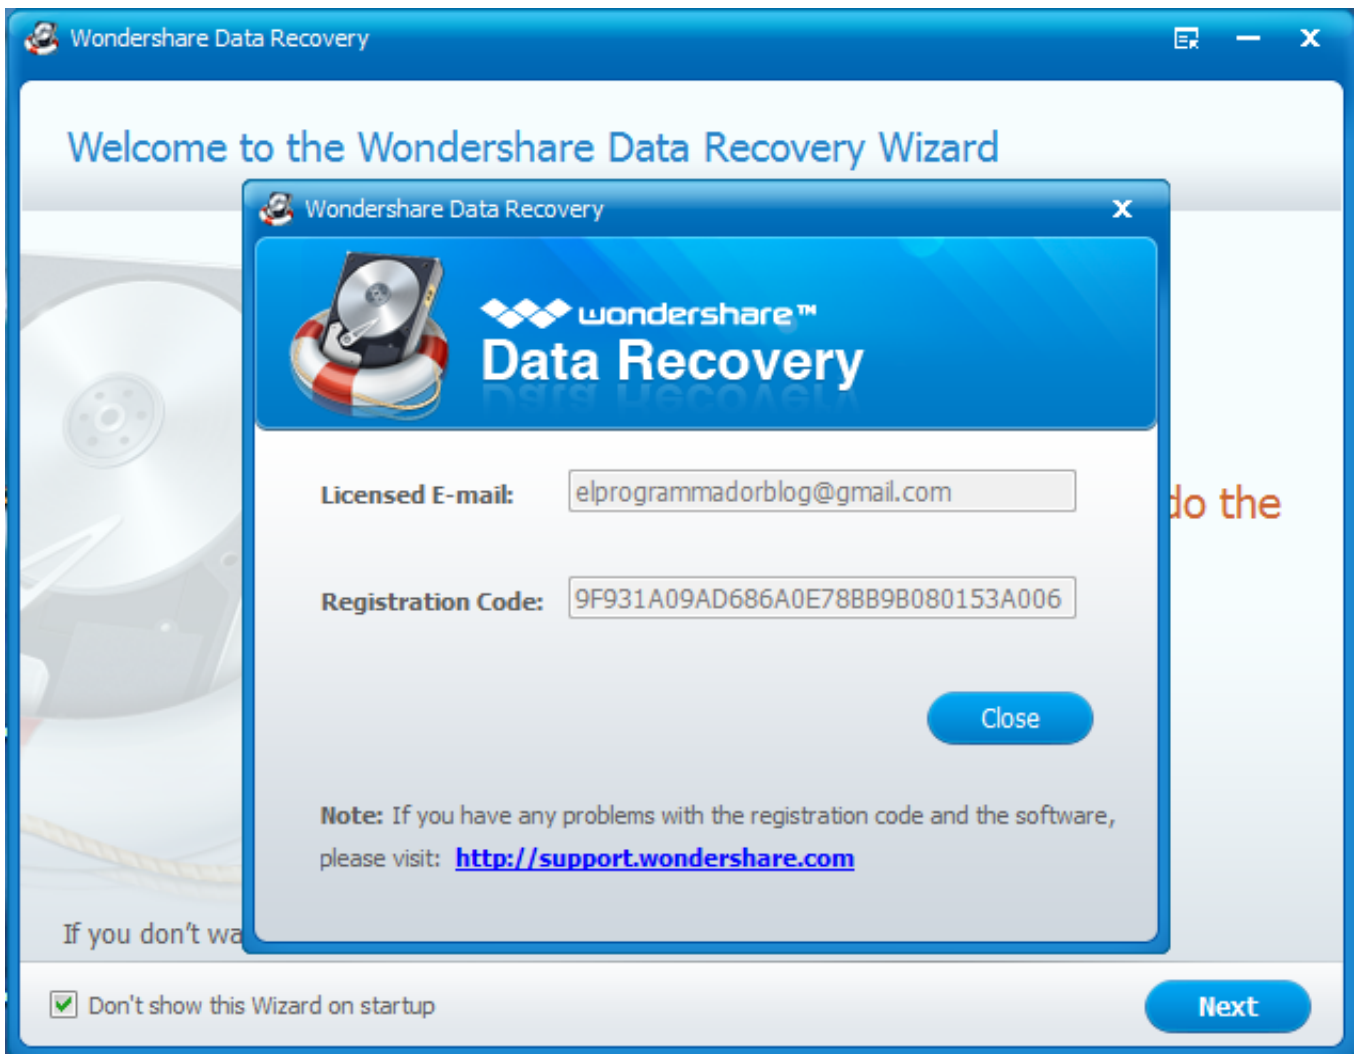 Wondershare Data Recovery
Welcome to the Wondershare Data Recovery Wizard
Wondershare Data Recovery
wondershare™
Data Recovery
Licensed E-mail: elprogrammadorblog@gmail.com
do the
Registration Code: 9F931A09AD686A0E78BB9B080153A006
Close
Note: If you have any problems with the registration code and the software,
please visit: http://support.wondershare.com
If you don't wa
Don't show this Wizard on startup
Next